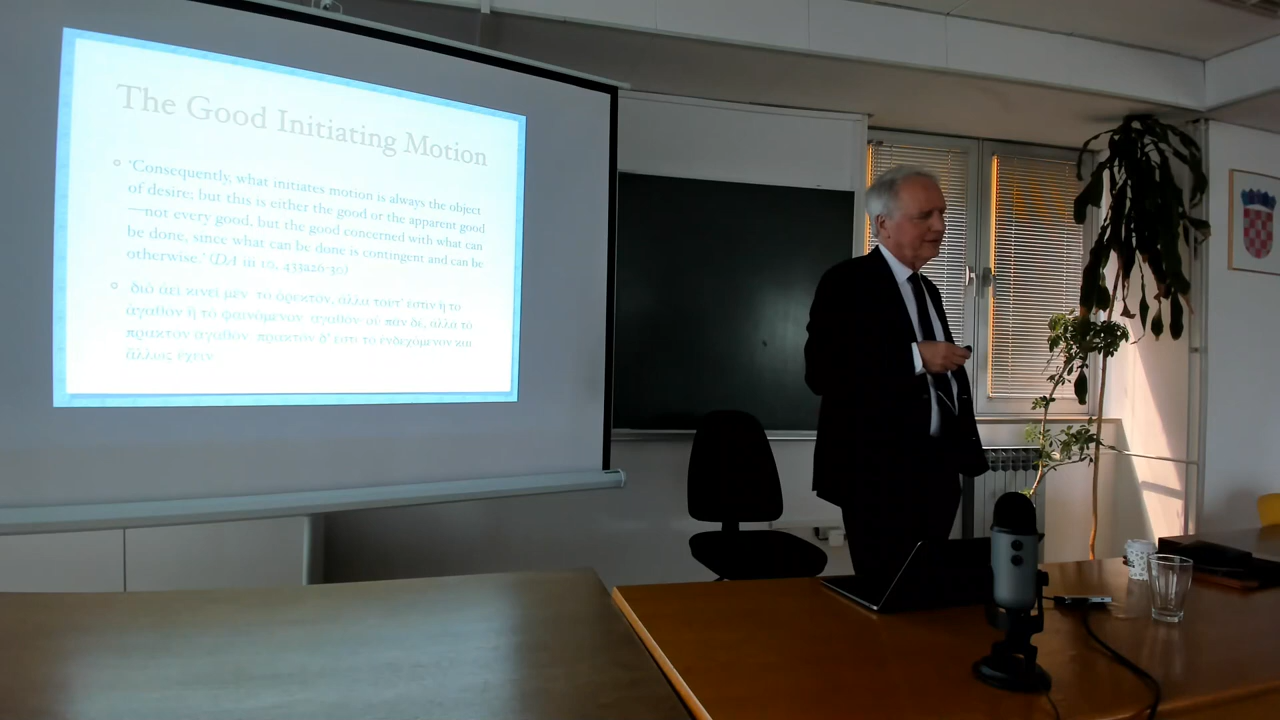 The Good Initiating Motion
‘Consequently, what initiates motion is always the object
of desire; but this is either the good or the apparent good
—not every good, but the good concerned with what can
be done, since what can be done is contingent and can be
otherwise.’ (DA iii 10, 433a26-30)
διὸ ἀεὶ κινεῖ μὲν τὸ ὀρεκτόν, ἀλλὰ τοῦτ’ ἐστὶν ἢ τὸ
ἀγαθὸν ἢ τὸ φαινόμενον ἀγαθόν· οὐ πᾶν δέ, ἀλλὰ τὸ
πρακτὸν ἀγαθόν. πρακτὸν δ’ ἐστὶ τὸ ἐνδεχόμενον καὶ
ἄλλως ἔχειν